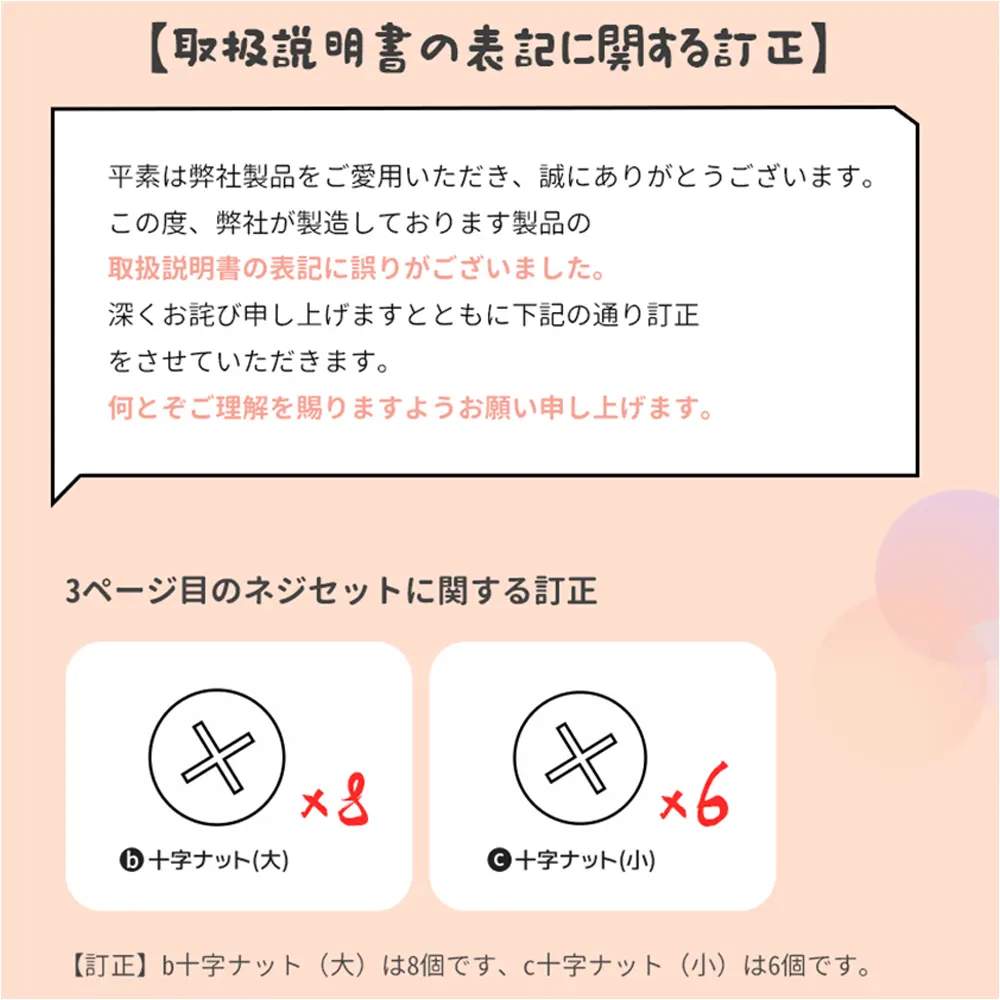 【取扱説明書の表記に関する訂正】
平素は弊社製品をご愛用いただき、誠にありがとうございます。
この度、弊社が製造しております製品の
取扱説明書の表記に誤りがございました。
深くお詫び申し上げますとともに下記の通り訂正
をさせていただきます。
何とぞご理解を賜りますようお願い申し上げます。
3ページ目のネジセットに関する訂正
×8
ⓑ十字ナット(大)
×6
ⓒ十字ナット(小)
【訂正】b十字ナット（大）は8個です、c十字ナット（小）は6個です。